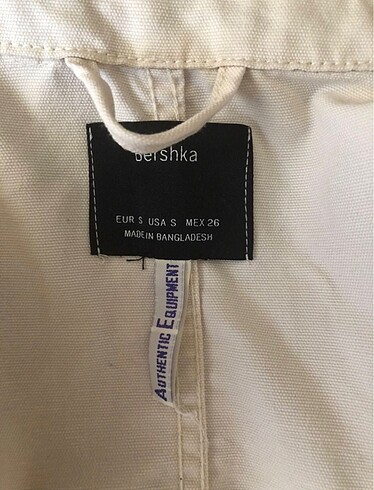 Bershka
EUR S USA S MEX 26
MADE IN BANGLADESH
AUTHENTIC EQUIPMENT